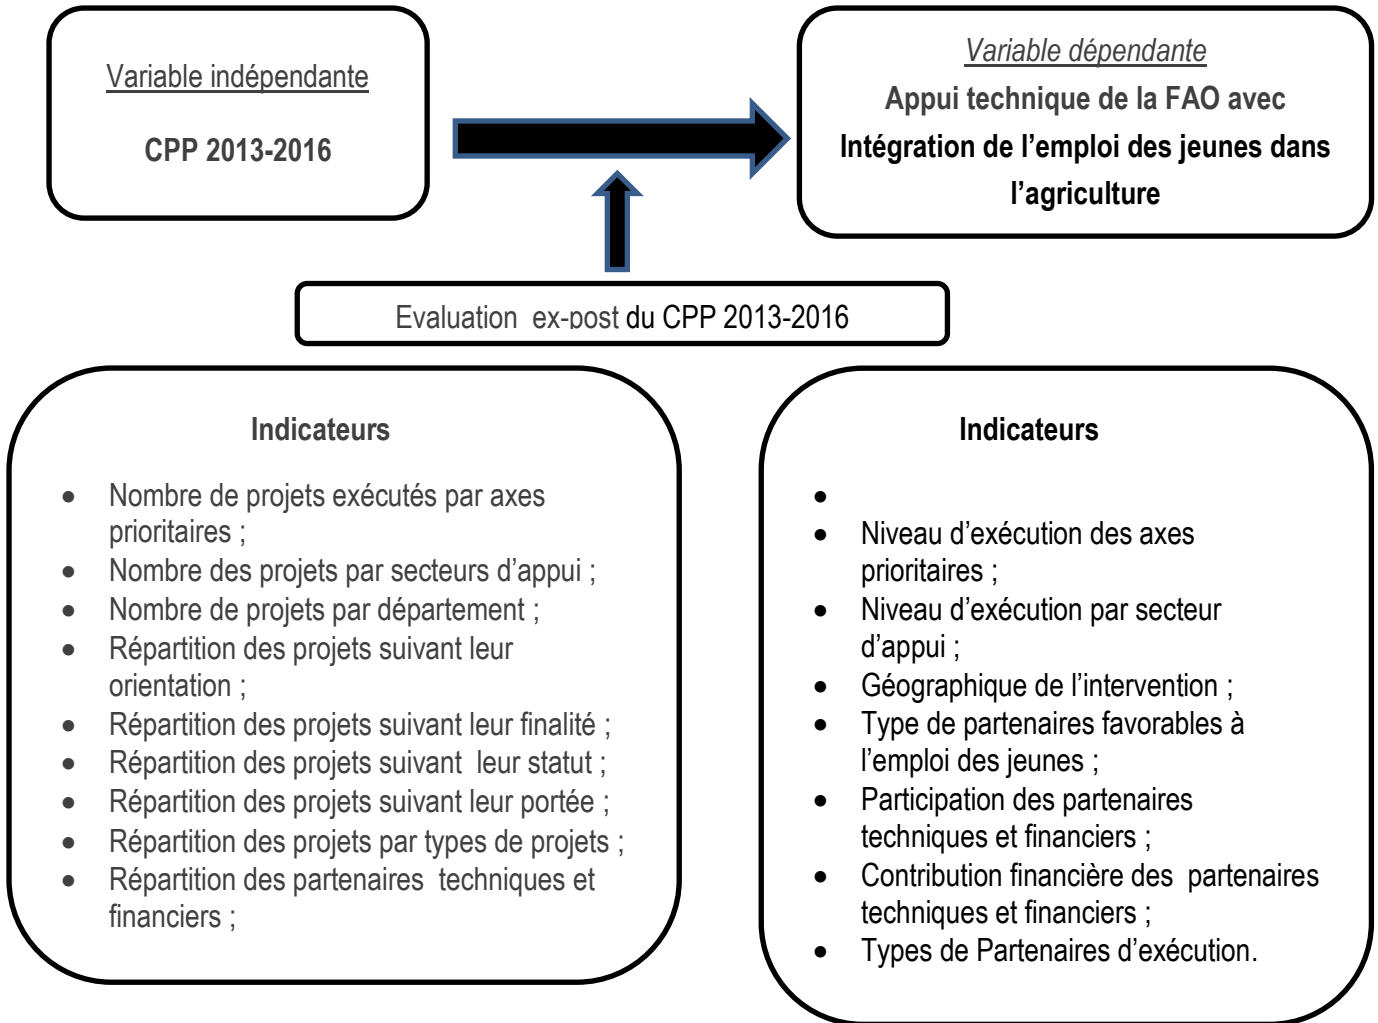 Variable indépendante
CPP 2013-2016
Variable dépendante
Appui technique de la FAO avec
Intégration de l’emploi des jeunes dans
l’agriculture
Evaluation ex-post du CPP 2013-2016
Indicateurs
• Nombre de projets exécutés par axes
prioritaires ;
• Nombre des projets par secteurs d’appui ;
• Nombre de projets par département ;
• Répartition des projets suivant leur
orientation ;
• Répartition des projets suivant leur finalité ;
• Répartition des projets suivant leur statut ;
• Répartition des projets suivant leur portée ;
• Répartition des projets par types de projets ;
• Répartition des partenaires techniques et
financiers ;
Indicateurs
•
• Niveau d’exécution des axes
prioritaires ;
• Niveau d’exécution par secteur
d’appui ;
• Géographique de l’intervention ;
• Type de partenaires favorables à
l’emploi des jeunes ;
• Participation des partenaires
techniques et financiers ;
• Contribution financière des partenaires
techniques et financiers ;
• Types de Partenaires d’exécution.